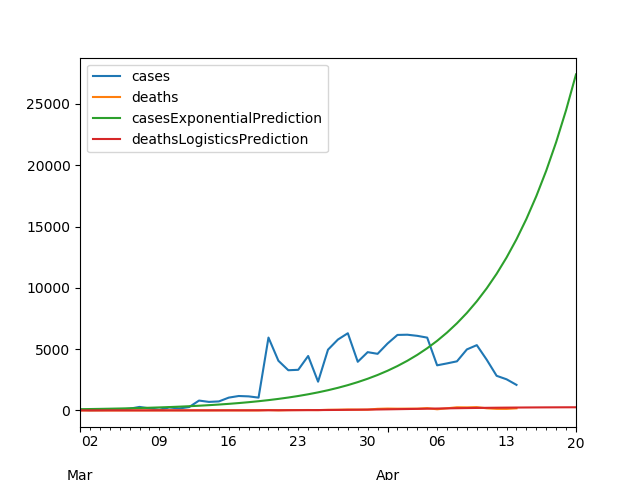 cases
deaths
casesExponentialPrediction
deathsLogisticsPrediction
25000
20000
15000
10000
5000
0
02 09 16 23 30 06 13 20
Mar Apr